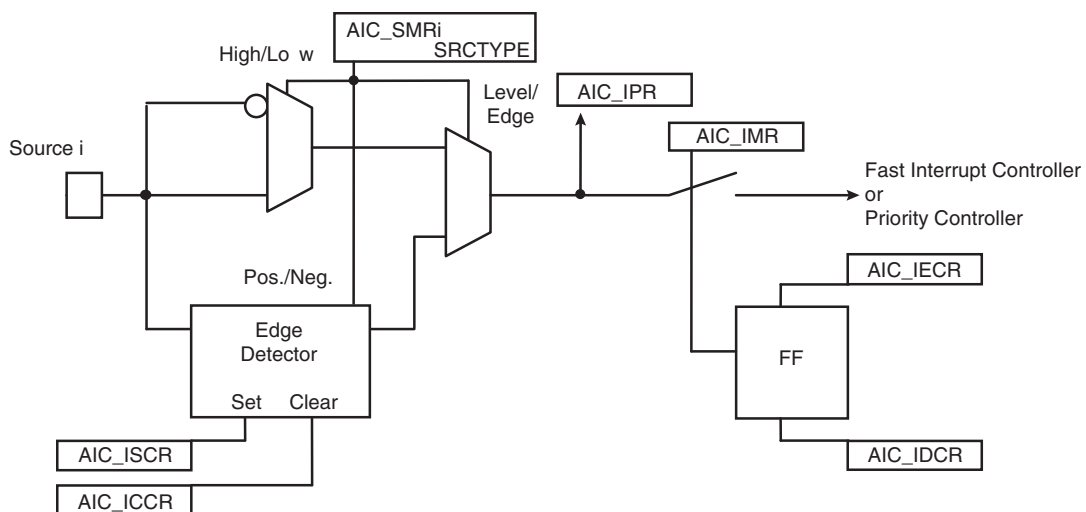 AIC_SMRi
SRCTYPE
High/Lo w
Level/
Edge
AIC_IPR
AIC_IMR
Source i
Fast Interrupt Controller
or
Priority Controller
Pos./Neg.
AIC_IECR
Edge
Detector
FF
Set Clear
AIC_ISCR
AIC_IDCR
AIC_ICCR